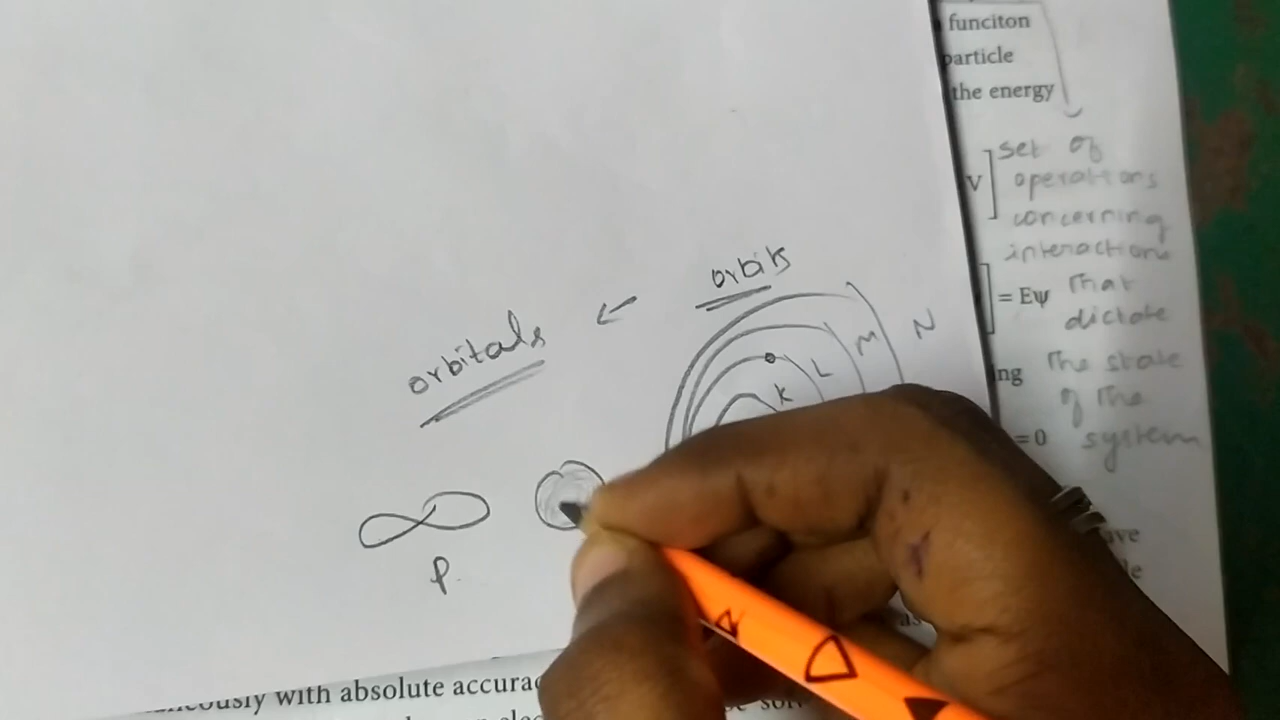 funciton
particle
the energy
set of
V] operations
concerning
interactions
] = Eψ That
dictate
ng The state
of the
= 0 system
orbits
orbitals
N
M
L
K
P
with absolute